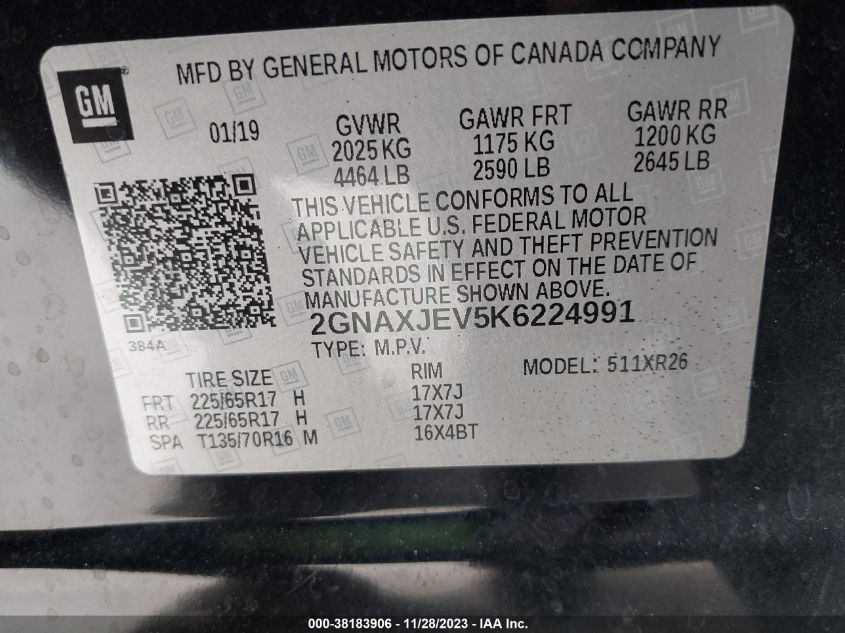 MFD BY GENERAL MOTORS OF CANADA COMPANY
GM
®
01/19
GVWR
2025 KG
4464 LB
GAWR FRT
1175 KG
2590 LB
GAWR RR
1200 KG
2645 LB
THIS VEHICLE CONFORMS TO ALL
APPLICABLE U.S. FEDERAL MOTOR
VEHICLE SAFETY AND THEFT PREVENTION
STANDARDS IN EFFECT ON THE DATE OF
MANUFACTURE SHOWN ABOVE.
2GNAXJEV5K6224991
384A
TYPE: M.P.V.
MODEL: 511XR26
TIRE SIZE RIM
FRT 225/65R17 H 17X7J
RR 225/65R17 H 17X7J
SPA T135/70R16 M 16X4BT
000-38183906 - 11/28/2023 - IAA Inc.